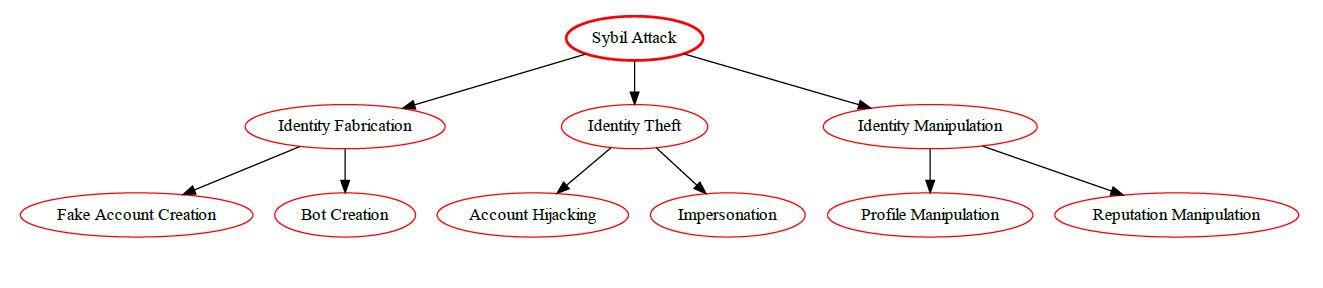 Sybil Attack
Identity Fabrication
Identity Theft
Identity Manipulation
Fake Account Creation
Bot Creation
Account Hijacking
Impersonation
Profile Manipulation
Reputation Manipulation